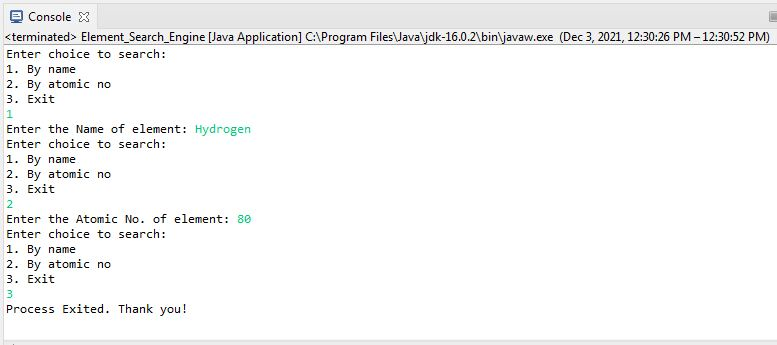 Console
<terminated> Element_Search_Engine [Java Application] C:\Program Files\Java\jdk-16.0.2\bin\javaw.exe (Dec 3, 2021, 12:30:26 PM – 12:30:52 PM)
Enter choice to search:
1. By name
2. By atomic no
3. Exit
1
Enter the Name of element: Hydrogen
Enter choice to search:
1. By name
2. By atomic no
3. Exit
2
Enter the Atomic No. of element: 80
Enter choice to search:
1. By name
2. By atomic no
3. Exit
3
Process Exited. Thank you!